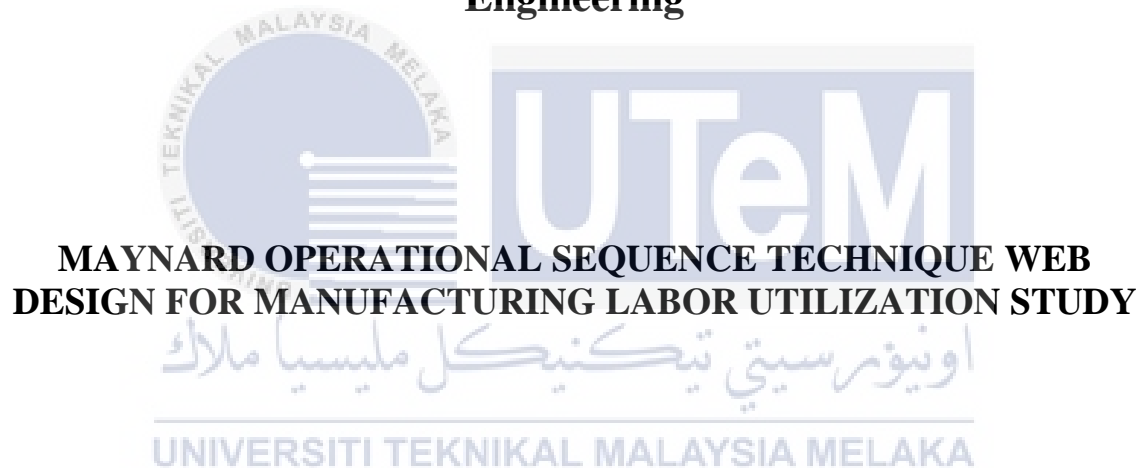 Engineering
UNIVERSITI TEKNIKAL MALAYSIA MELAKA
UTeM
MAYNARD OPERATIONAL SEQUENCE TECHNIQUE WEB
DESIGN FOR MANUFACTURING LABOR UTILIZATION STUDY
اونيۏرسيتي تيكنيكل مليسيا ملاك
UNIVERSITI TEKNIKAL MALAYSIA MELAKA